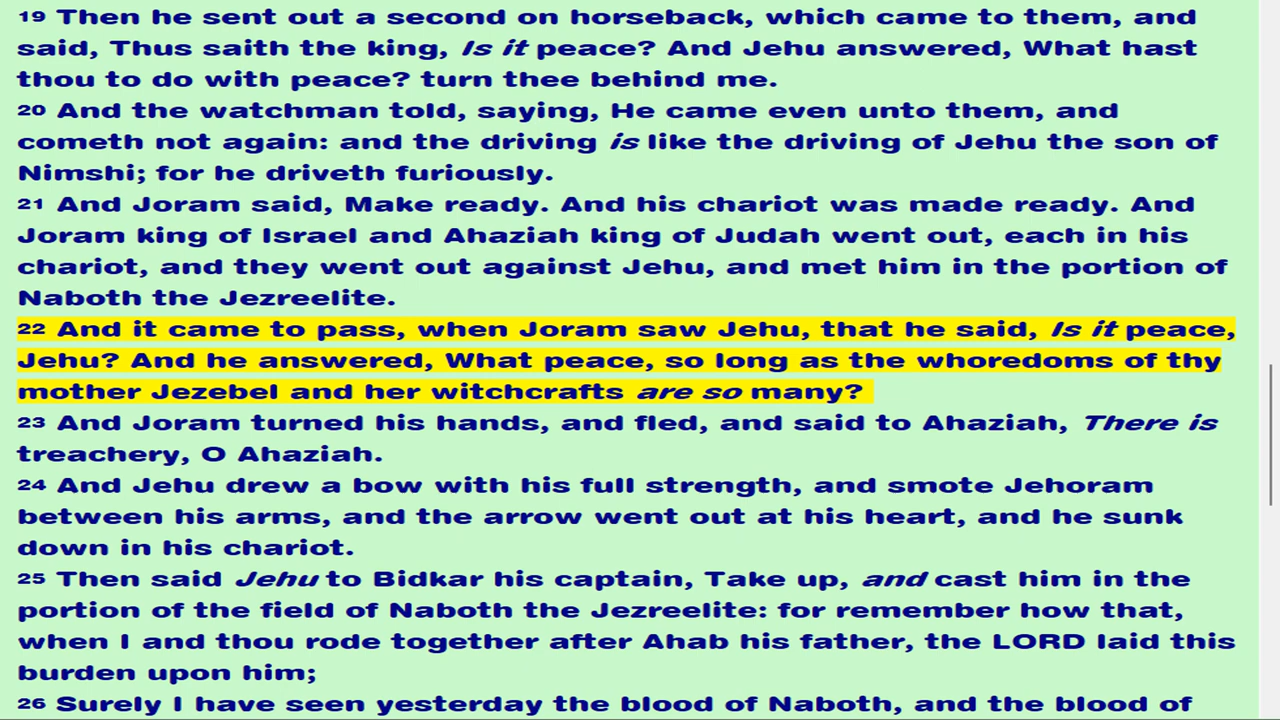 19 Then he sent out a second on horseback, which came to them, and
said, Thus saith the king, Is it peace? And Jehu answered, What hast
thou to do with peace? turn thee behind me.
20 And the watchman told, saying, He came even unto them, and
cometh not again: and the driving is like the driving of Jehu the son of
Nimshi; for he driveth furiously.
21 And Joram said, Make ready. And his chariot was made ready. And
Joram king of Israel and Ahaziah king of Judah went out, each in his
chariot, and they went out against Jehu, and met him in the portion of
Naboth the Jezreelite.
22 And it came to pass, when Joram saw Jehu, that he said, Is it peace,
Jehu? And he answered, What peace, so long as the whoredoms of thy
mother Jezebel and her witchcrafts are so many?
23 And Joram turned his hands, and fled, and said to Ahaziah, There is
treachery, O Ahaziah.
24 And Jehu drew a bow with his full strength, and smote Jehoram
between his arms, and the arrow went out at his heart, and he sunk
down in his chariot.
25 Then said Jehu to Bidkar his captain, Take up, and cast him in the
portion of the field of Naboth the Jezreelite: for remember how that,
when I and thou rode together after Ahab his father, the LORD laid this
burden upon him;
26 Surely I have seen yesterday the blood of Naboth, and the blood of